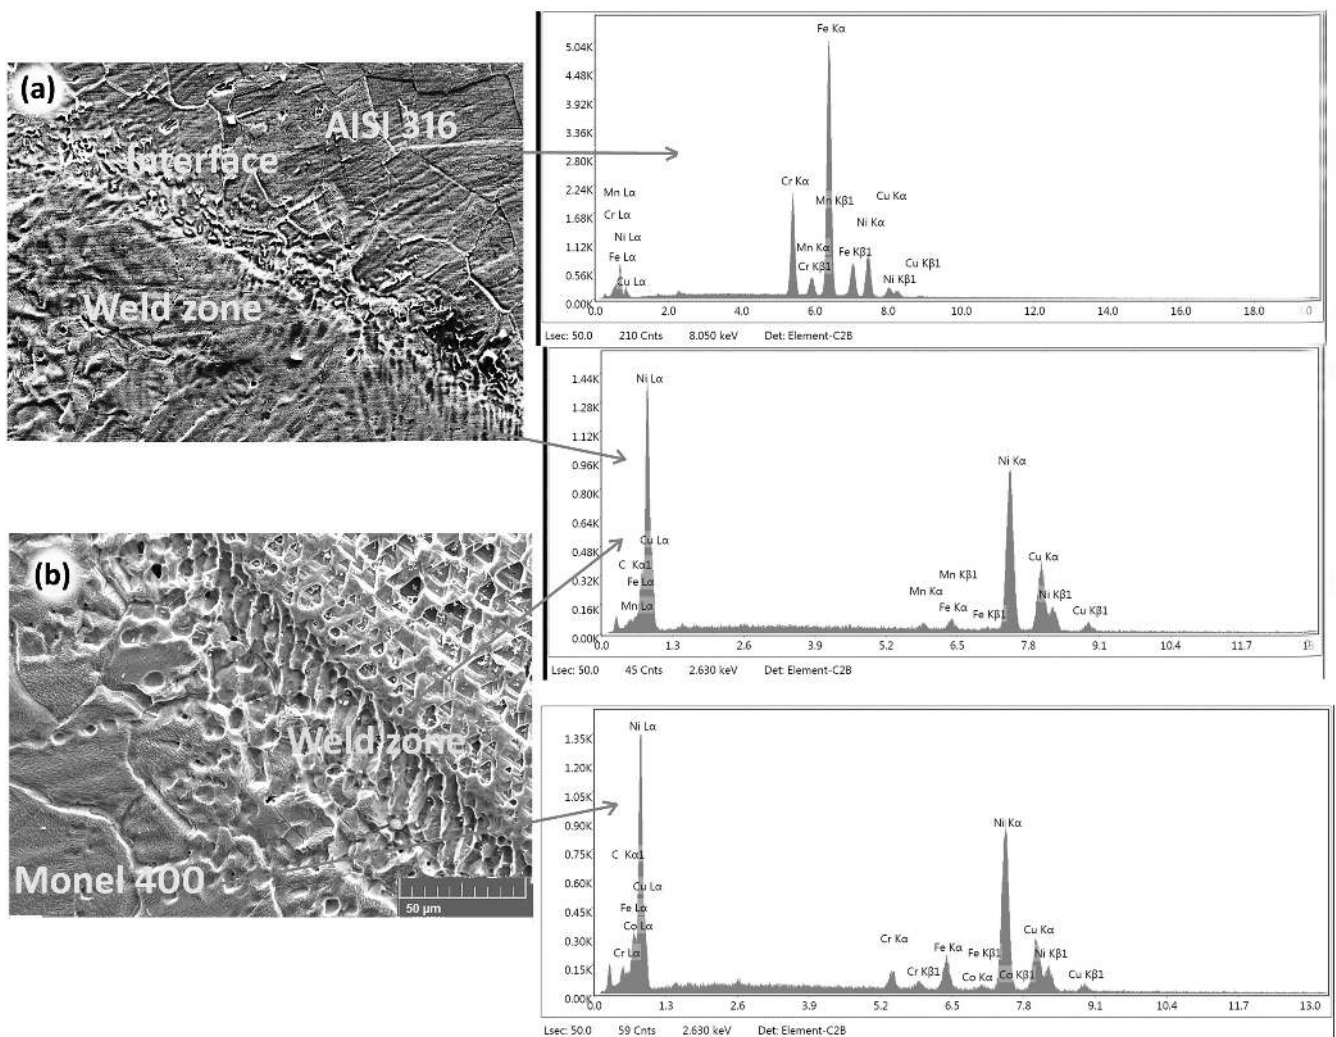 (a)
AISI 316
Interface
Weld zone
Fe Kα
5.04K
4.48K
3.92K
3.36K
2.80K
2.24K
1.68K
1.12K
0.56K
0.00K
Cr Kα
Mn Lα
Cu Kα
Mn Kβ1
Cr Lα
Ni Kα
Ni Lα
Mn Kα
Fe Kβ1
Fe Lα
Cr Kβ1
Cu Kβ1
Cu Lα
Ni Kβ1
0.0 2.0 4.0 6.0 8.0 10.0 12.0 14.0 16.0 18.0
Lsec: 50.0 210 Cnts 8.050 keV Det: Element-C2B
Ni Lα
1.44K
1.28K
1.12K
0.96K
0.80K
0.64K
0.48K
0.32K
0.16K
0.00K
Ni Kα
Cu Lα
Cu Kα
C Kα1
Mn Kβ1
Fe Lα
Mn Kα
Ni Kβ1
Mn Lα
Fe Kα
Fe Kβ1
Cu Kβ1
0.0 1.3 2.6 3.9 5.2 6.5 7.8 9.1 10.4 11.7
Lsec: 50.0 45 Cnts 2.630 keV Det: Element-C2B
(b)
Weld zone
Monel 400
50 µm
Ni Lα
1.35K
1.20K
1.05K
0.90K
0.75K
0.60K
0.45K
0.30K
0.15K
0.00K
Ni Kα
C Kα1
Cu Lα
Fe Lα
Co Lα
Cu Kα
Cr Kα
Fe Kα
Fe Kβ1
Ni Kβ1
Cr Lα
Cr Kβ1
Co Kα
Co Kβ1
Cu Kβ1
0.0 1.3 2.6 3.9 5.2 6.5 7.8 9.1 10.4 11.7 13.0
Lsec: 50.0 59 Cnts 2.630 keV Det: Element-C2B